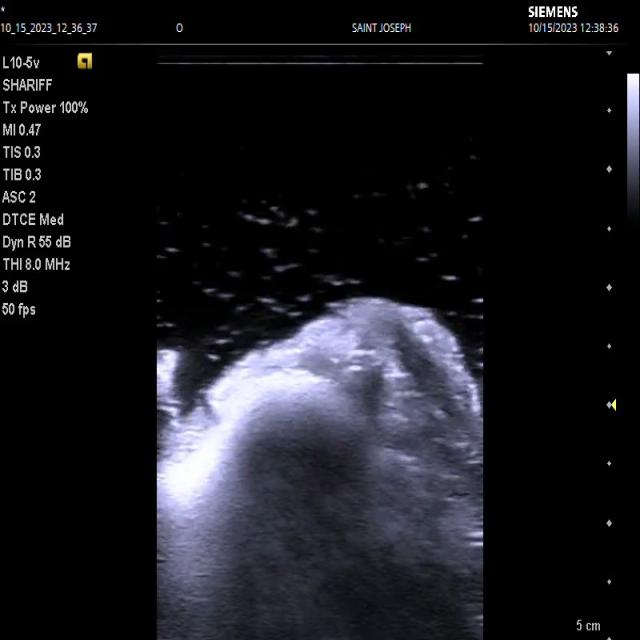 *
SIEMENS
10_15_2023_12_36_37 O SAINT JOSEPH 10/15/2023 12:38:36
L10-5v
SHARIFF
Tx Power 100%
MI 0.47
TIS 0.3
TIB 0.3
ASC 2
DTCE Med
Dyn R 55 dB
THI 8.0 MHz
3 dB
50 fps
5 cm